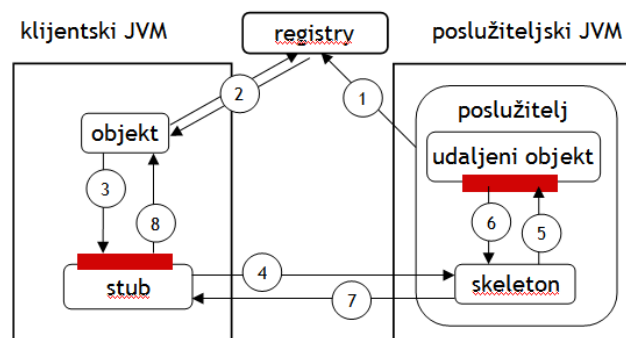 klijentski JVM
registry
poslužiteljski JVM
2
1
poslužitelj
objekt
udaljeni objekt
3
8
6
5
4
stub
skeleton
7